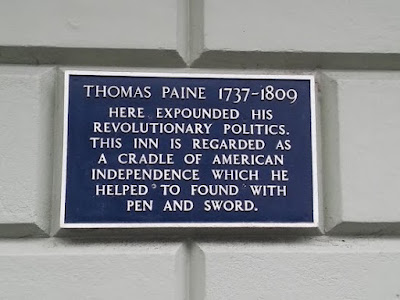 THOMAS PAINE 1737-1809
HERE EXPOUNDED HIS
REVOLUTIONARY POLITICS.
THIS INN IS REGARDED AS
A CRADLE OF AMERICAN
INDEPENDENCE WHICH HE
HELPED TO FOUND WITH
PEN AND SWORD.